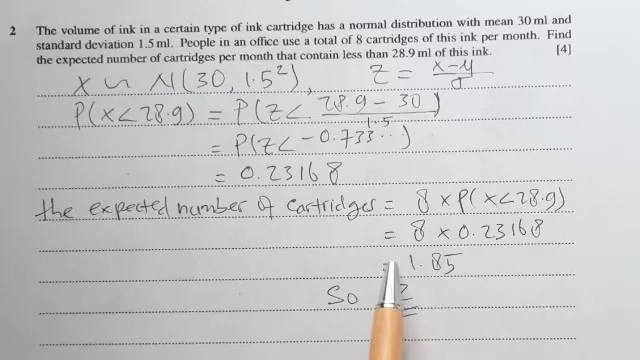 2 The volume of ink in a certain type of ink cartridge has a normal distribution with mean 30 ml and
standard deviation 1.5 ml. People in an office use a total of 8 cartridges of this ink per month. Find
the expected number of cartridges per month that contain less than 28.9 ml of this ink. [4]
X ~ N(30, 1.5²), Z = x-μ/σ
P(X<28.9) = P(Z< 28.9 - 30/1.5)
= P(Z< -0.733...)
= 0.23168
the expected number of cartridges = 8 × P(X<28.9)
= 8 × 0.23168
= 1.85
So 2